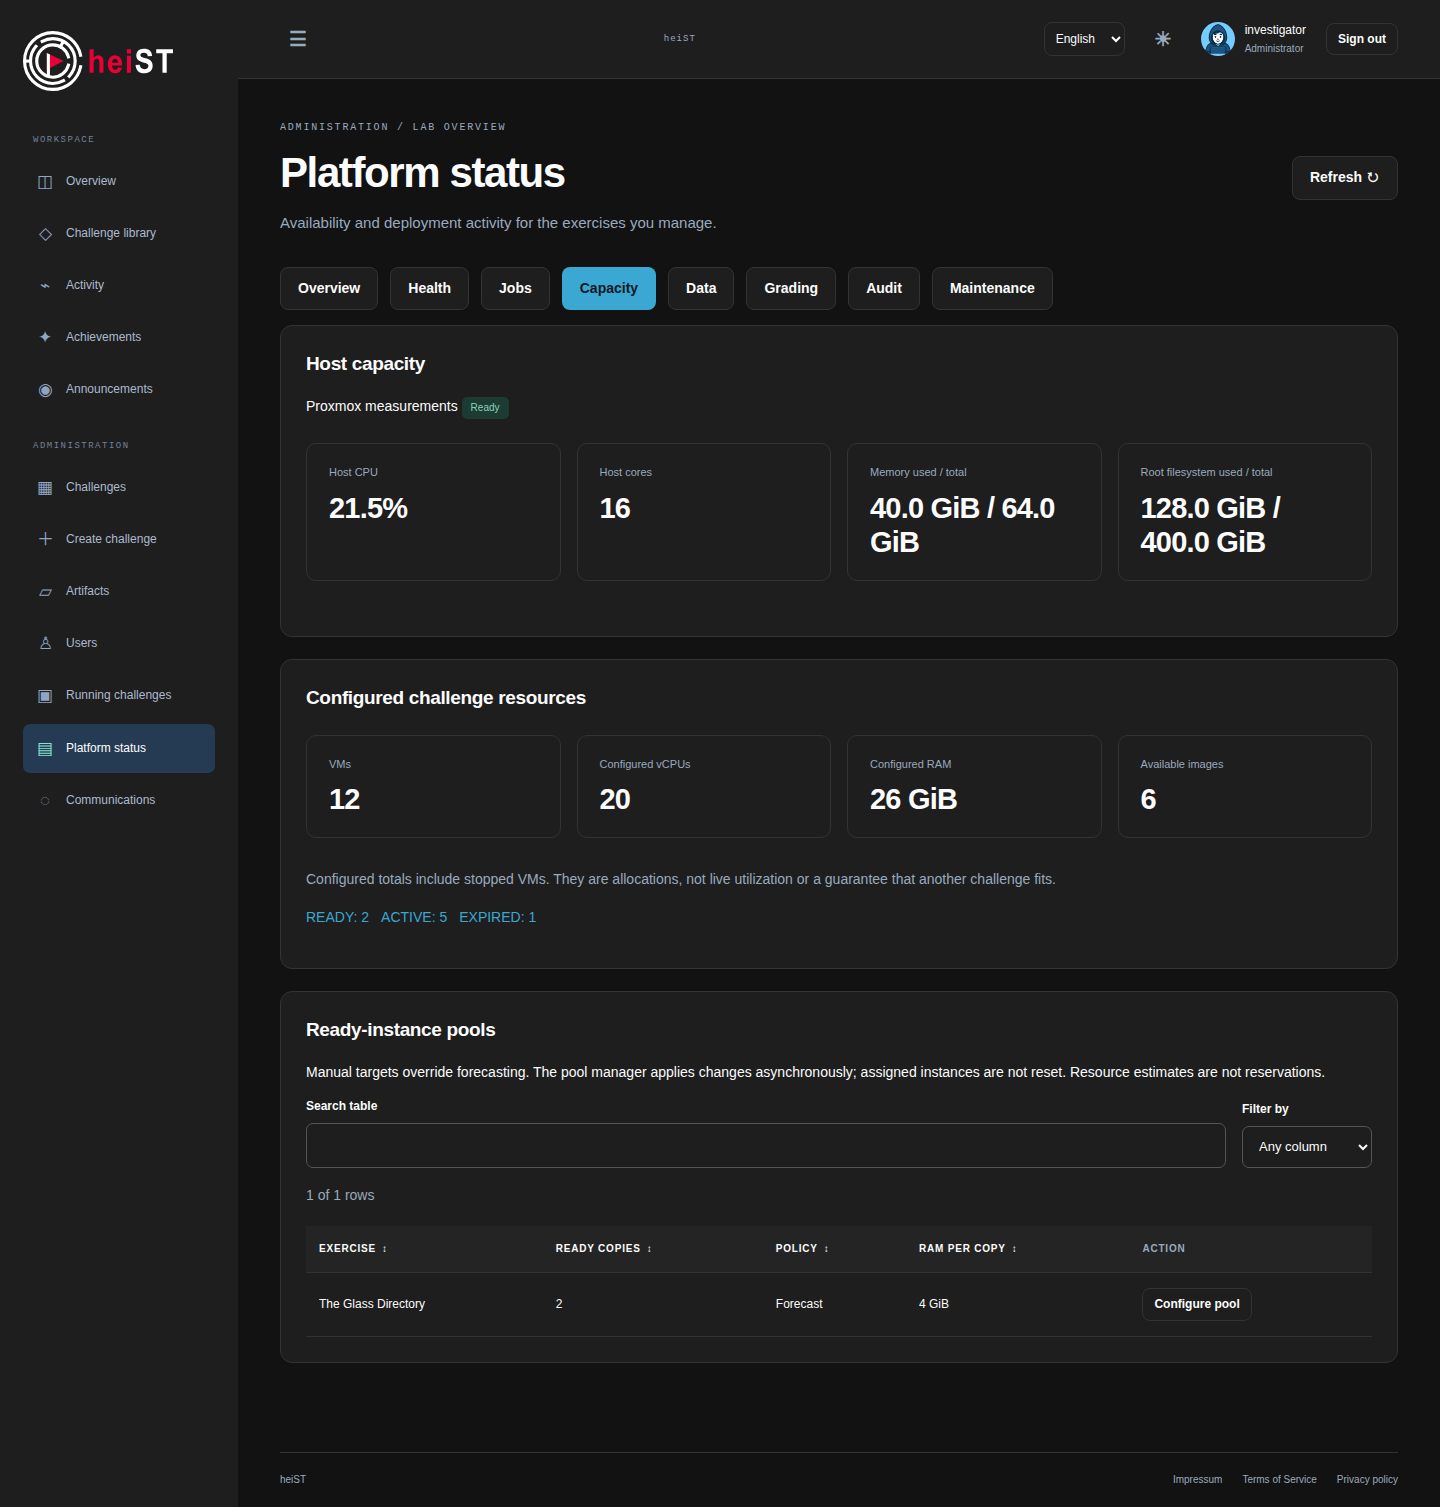 heiST
WORKSPACE
Overview
Challenge library
Activity
Achievements
Announcements
ADMINISTRATION
Challenges
Create challenge
Artifacts
Users
Running challenges
Platform status
Communications
heiST
English
investigator
Administrator
Sign out
ADMINISTRATION / LAB OVERVIEW
Platform status
Refresh ↻
Availability and deployment activity for the exercises you manage.
Overview Health Jobs Capacity Data Grading Audit Maintenance
Host capacity
Proxmox measurements Ready
Host CPU
21.5%
Host cores
16
Memory used / total
40.0 GiB / 64.0
GiB
Root filesystem used / total
128.0 GiB /
400.0 GiB
Configured challenge resources
VMs
12
Configured vCPUs
20
Configured RAM
26 GiB
Available images
6
Configured totals include stopped VMs. They are allocations, not live utilization or a guarantee that another challenge fits.
READY: 2 ACTIVE: 5 EXPIRED: 1
Ready-instance pools
Manual targets override forecasting. The pool manager applies changes asynchronously; assigned instances are not reset. Resource estimates are not reservations.
Search table
Filter by
Any column
1 of 1 rows
EXERCISE ↕ READY COPIES ↕ POLICY ↕ RAM PER COPY ↕ ACTION
The Glass Directory 2 Forecast 4 GiB Configure pool
heiST
Impressum Terms of Service Privacy policy